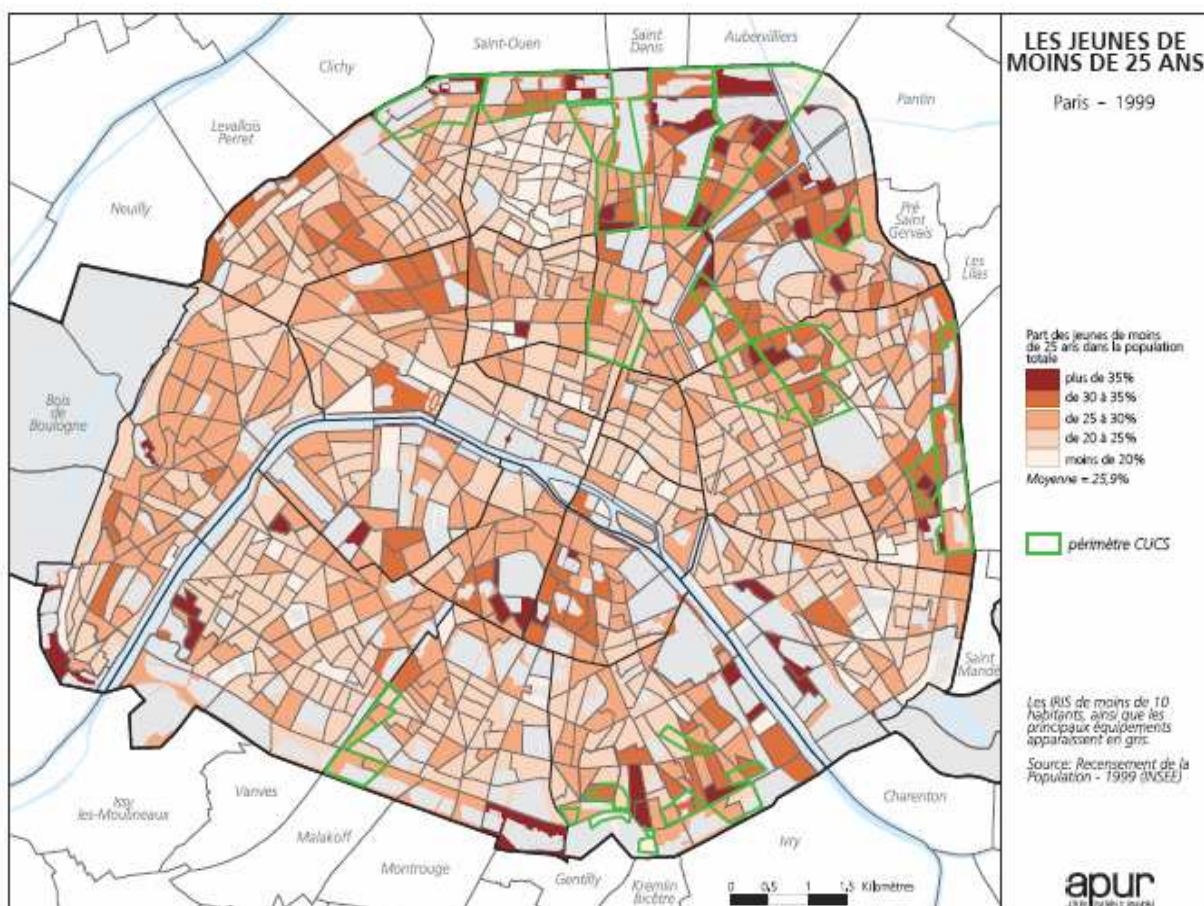 LES JEUNES DE
MOINS DE 25 ANS
Paris - 1999
Saint-Ouen
Saint
Denis
Aubervilliers
Clichy
Pantin
Levallois
Perret
Neuilly
Pré
Saint
Gervais
Les
Lilas
Bois
de
Boulogne
Saint
Mandé
Charenton
Ivry
Kremlin
Bicêtre
Gentilly
Montrouge
Malakoff
Vanves
Issy
les-Moulineaux
Part des jeunes de moins
de 25 ans dans la population
totale
plus de 35%
de 30 à 35%
de 25 à 30%
de 20 à 25%
moins de 20%
Moyenne = 25,9%
périmètre CUCS
Les IRIS de moins de 10
habitants, ainsi que les
principaux équipements
apparaissent en gris.
Source: Recensement de la
Population - 1999 (INSEE)
0 0,5 1 1,5 Kilomètres
apur